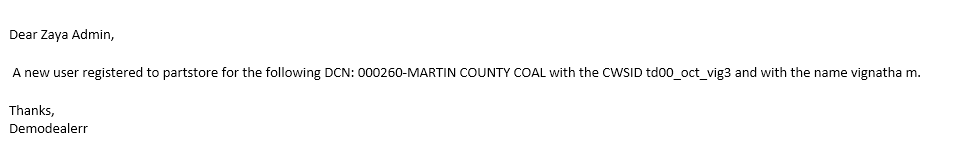 Dear Zaya Admin,
A new user registered to partstore for the following DCN: 000260-MARTIN COUNTY COAL with the CWSID td00_oct_vig3 and with the name vignatha m.
Thanks,
Demodealerr